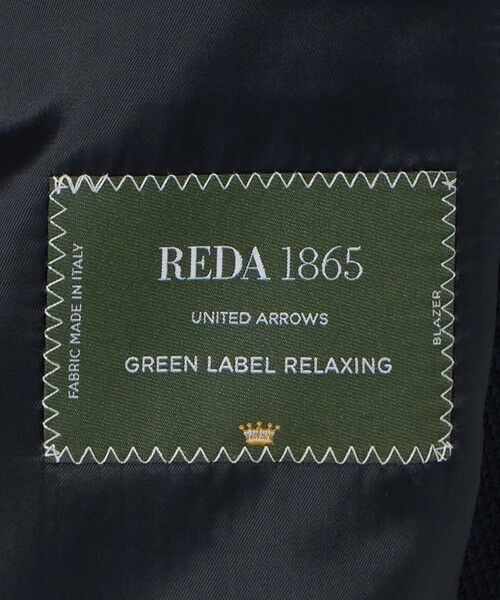 FABRIC MADE IN ITALY
REDA 1865
UNITED ARROWS
GREEN LABEL RELAXING
BLAZER